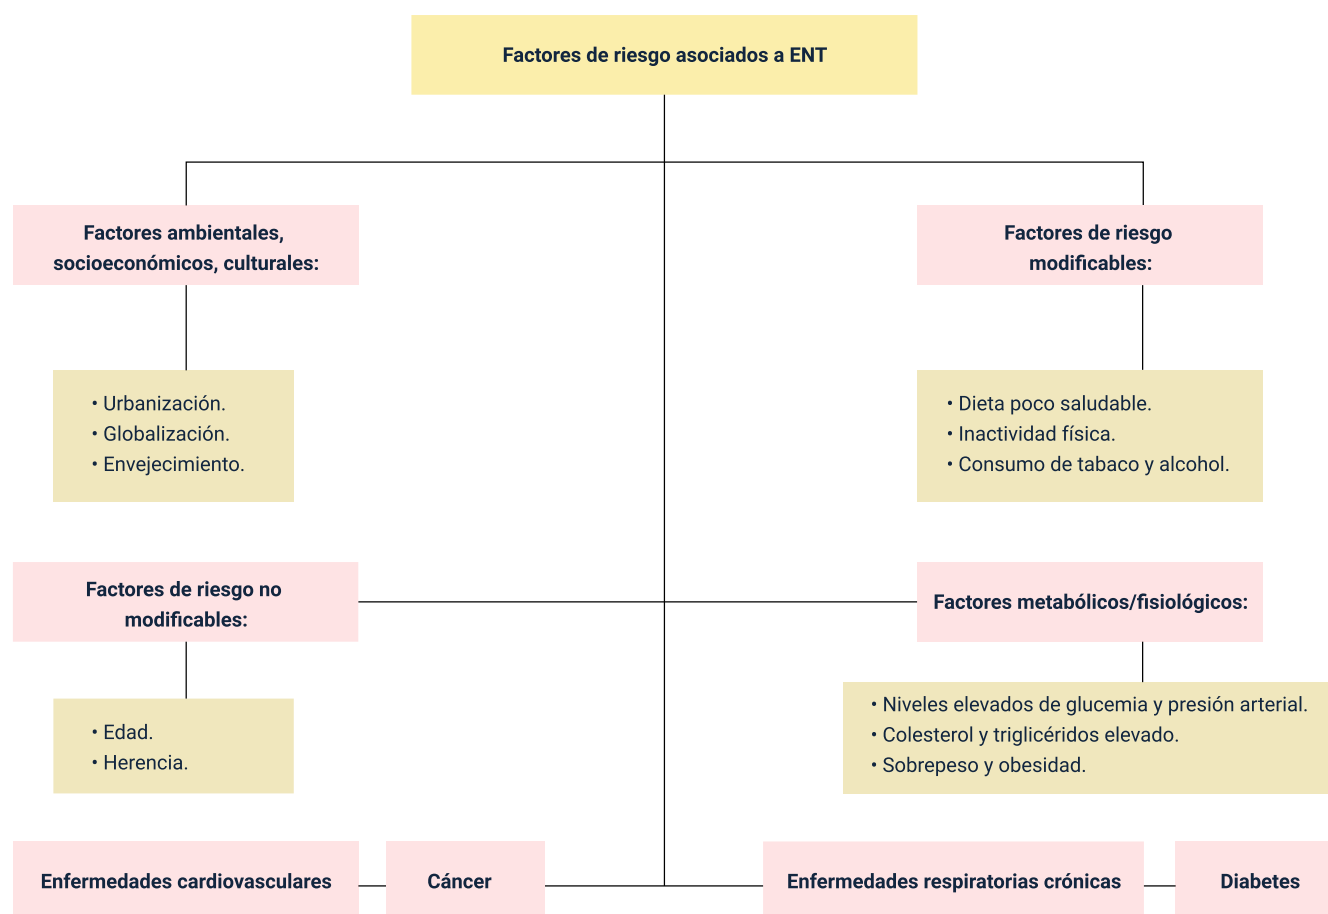 Factores de riesgo asociados a ENT
Factores ambientales,
socioeconómicos, culturales:
• Urbanización.
• Globalización.
• Envejecimiento.
Factores de riesgo
modificables:
• Dieta poco saludable.
• Inactividad física.
• Consumo de tabaco y alcohol.
Factores de riesgo no
modificables:
• Edad.
• Herencia.
Factores metabólicos/fisiológicos:
• Niveles elevados de glucemia y presión arterial.
• Colesterol y triglicéridos elevado.
• Sobrepeso y obesidad.
Enfermedades cardiovasculares
Cáncer
Enfermedades respiratorias crónicas
Diabetes